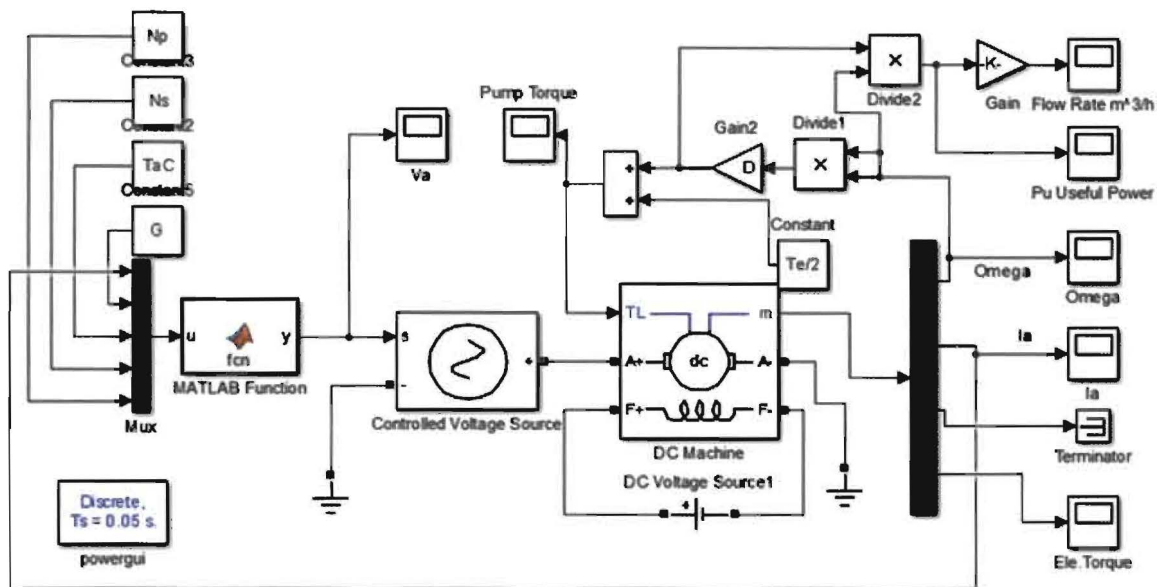 Np
Constant3
Ns
Constant2
TaC
Constant5
G
Mux
u
fcn
y
MATLAB Function
Va
Pump Torque
s
-
+
Controlled Voltage Source
+
+
Gain2
D
Divide1
×
Divide2
×
-K-
Gain
Flow Rate m^3/h
Pu Useful Power
Constant
Te/2
TL
m
A+
dc
A-
F+
F-
DC Machine
DC Voltage Source1
+
Omega
Omega
Ia
Ia
Terminator
Ele.Torque
Discrete,
Ts = 0.05 s.
powergui